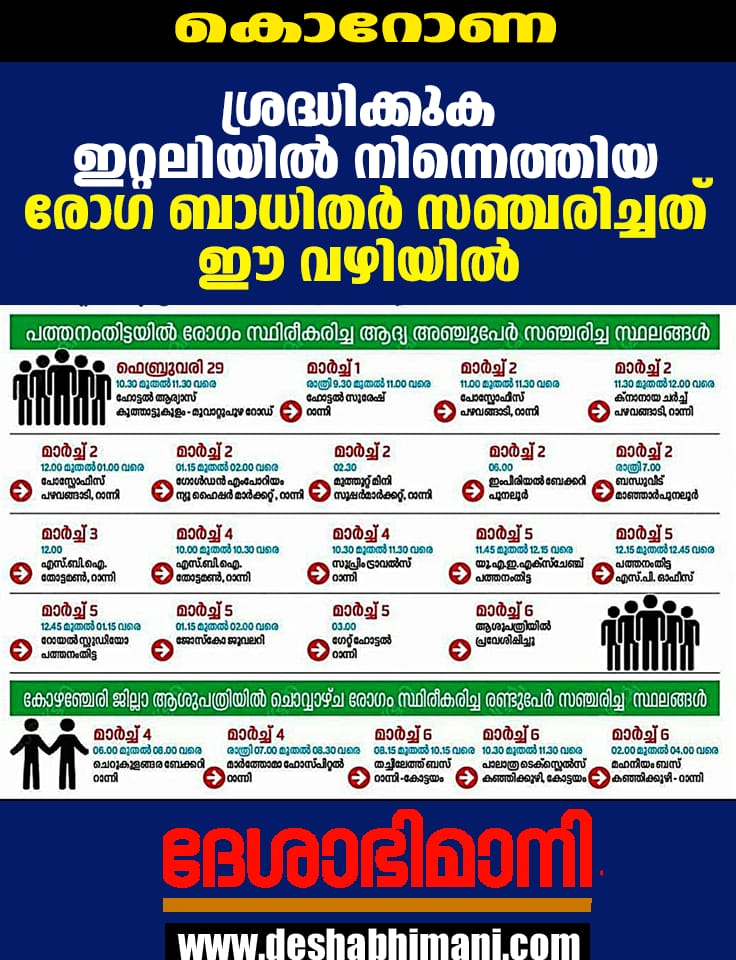 കൊറോണ
ശ്രദ്ധിക്കുക
ഇറ്റലിയിൽ നിന്നെത്തിയ
രോഗ ബാധിതർ സഞ്ചരിച്ചത്
ഈ വഴിയിൽ
പത്തനംതിട്ടയിൽ രോഗം സ്ഥിരീകരിച്ച ആദ്യ അഞ്ചുപേർ സഞ്ചരിച്ച സ്ഥലങ്ങൾ
ഫെബ്രുവരി 29
10.30 മുതൽ 11.30 വരെ
ഹോട്ടൽ ആര്യാസ്
കൂത്താട്ടുകുളം - മൂവാറ്റുപുഴ റോഡ്
മാർച്ച് 1
രാത്രി 9.30 മുതൽ 11.00 വരെ
ഹോട്ടൽ സുരേഷ്
റാന്നി
മാർച്ച് 2
11.00 മുതൽ 11.30 വരെ
പോസ്റ്റോഫീസ്
പഴവങ്ങാടി, റാന്നി
മാർച്ച് 2
11.30 മുതൽ 12.00 വരെ
ക്നാനായ ചർച്ച്
പഴവങ്ങാടി, റാന്നി
മാർച്ച് 2
12.00 മുതൽ 01.00 വരെ
പോസ്റ്റോഫീസ്
പഴവങ്ങാടി, റാന്നി
മാർച്ച് 2
01.15 മുതൽ 02.00 വരെ
ഗോൾഡൻ എംപോറിയം
ന്യൂ ഹൈപ്പർ മാർക്കറ്റ്, റാന്നി
മാർച്ച് 2
02.30
മുത്തൂറ്റ് മിനി
സൂപ്പർമാർക്കറ്റ്, റാന്നി
മാർച്ച് 2
06.00
ഇംപീരിയൽ ബേക്കറി
പുനലൂർ
മാർച്ച് 2
രാത്രി 7.00
ബന്ധുവീട്
മാഞ്ഞാർപുനലൂർ
മാർച്ച് 3
12.00
എസ്.ബി.ഐ.
തോട്ടമൺ, റാന്നി
മാർച്ച് 4
10.00 മുതൽ 10.30 വരെ
എസ്.ബി.ഐ.
തോട്ടമൺ, റാന്നി
മാർച്ച് 4
10.30 മുതൽ 11.30 വരെ
സുപ്രിം ട്രാവൽസ്
റാന്നി
മാർച്ച് 5
11.45 മുതൽ 12.15 വരെ
യു.എ.ഇ.എക്സ്ചേഞ്ച്
പത്തനംതിട്ട
മാർച്ച് 5
12.15 മുതൽ 12.45 വരെ
പത്തനംതിട്ട
എസ്.പി. ഓഫീസ്
മാർച്ച് 5
12.45 മുതൽ 01.15 വരെ
റോയൽ സ്റ്റുഡിയോ
പത്തനംതിട്ട
മാർച്ച് 5
01.15 മുതൽ 02.00 വരെ
ജോസ്കോ ജൂവലറി
മാർച്ച് 5
03.00
ഗേറ്റ് ഹോട്ടൽ
റാന്നി
മാർച്ച് 6
ആശുപത്രിയിൽ
പ്രവേശിപ്പിച്ചു
കോഴഞ്ചേരി ജില്ലാ ആശുപത്രിയിൽ ചൊവ്വാഴ്ച രോഗം സ്ഥിരീകരിച്ച രണ്ടുപേർ സഞ്ചരിച്ച സ്ഥലങ്ങൾ
മാർച്ച് 4
06.00 മുതൽ 08.00 വരെ
ചെറുകുളങ്ങര ബേക്കറി
റാന്നി
മാർച്ച് 4
രാത്രി 07.00 മുതൽ 08.30 വരെ
മാർത്തോമ ഹോസ്പിറ്റൽ
റാന്നി
മാർച്ച് 6
08.15 മുതൽ 10.15 വരെ
തച്ചിലേത്ത് ബസ്
റാന്നി - കോട്ടയം
മാർച്ച് 6
10.30 മുതൽ 11.30 വരെ
പാലാത്ര ടെക്സ്റ്റൈൽസ്
കഞ്ഞിക്കുഴി, കോട്ടയം
മാർച്ച് 6
02.00 മുതൽ 04.00 വരെ
മഹനീയം ബസ്
കഞ്ഞിക്കുഴി - റാന്നി
ദേശാഭിമാനി
www.deshabhimani.com